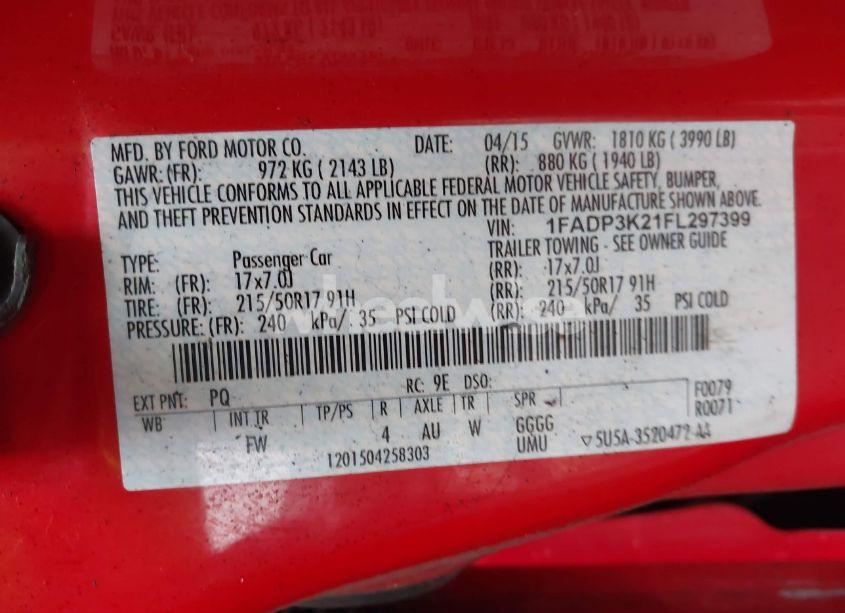 MFD. BY FORD MOTOR CO. DATE: 04/15 GVWR: 1810 KG ( 3990 LB)
GAWR: (FR): 972 KG ( 2143 LB) (RR): 880 KG ( 1940 LB)
THIS VEHICLE CONFORMS TO ALL APPLICABLE FEDERAL MOTOR VEHICLE SAFETY, BUMPER,
AND THEFT PREVENTION STANDARDS IN EFFECT ON THE DATE OF MANUFACTURE SHOWN ABOVE.
VIN: 1FADP3K21FL297399
TYPE: Passenger Car TRAILER TOWING - SEE OWNER GUIDE
RIM: (FR): 17x7.0J (RR): 17x7.0J
TIRE: (FR): 215/50R17 91H (RR): 215/50R17 91H
PRESSURE: (FR): 240 kPa/ 35 PSI COLD (RR): 240 kPa/ 35 PSI COLD
EXT PNT: PQ RC: 9E DSO: F0079
WB INT TR TP/PS R AXLE TR SPR R0071
FW 4 AU W GGGG
UMU ▽5U5A-3520472-AA
1201504258303